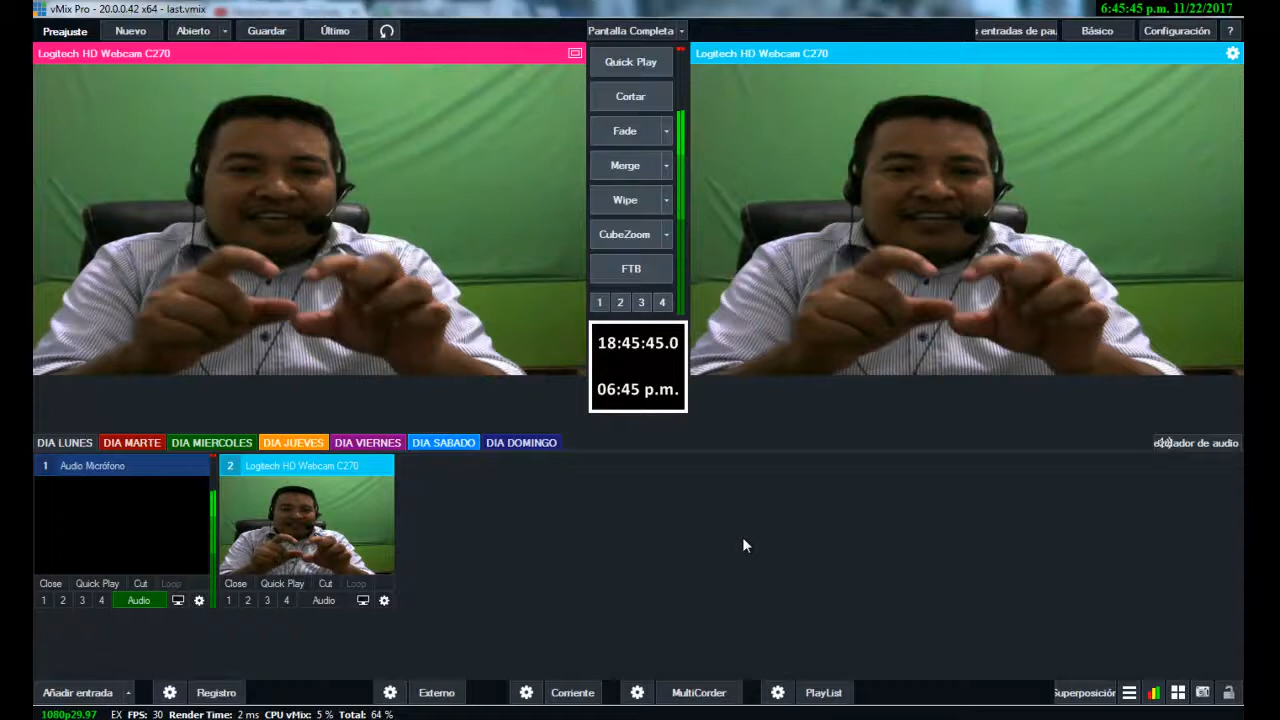 vMix Pro - 20.0.0.42 x64 - last.vmix
6:45:45 p.m. 11/22/2017
Preajuste Nuevo Abierto Guardar Último Pantalla Completa s entradas de pau Básico Configuración ?
Logitech HD Webcam C270
Logitech HD Webcam C270
Quick Play
Cortar
Fade
Merge
Wipe
CubeZoom
FTB
1 2 3 4
18:45:45.0
06:45 p.m.
DIA LUNES DIA MARTE DIA MIERCOLES DIA JUEVES DIA VIERNES DIA SABADO DIA DOMINGO
de audio
1 Audio Micrófono
2 Logitech HD Webcam C270
Close Quick Play Cut Loop
Close Quick Play Cut Loop
1 2 3 4 Audio
1 2 3 4 Audio
Añadir entrada Registro Externo Corriente MultiCorder PlayList Superposición
1080p29.97 EX FPS: 30 Render Time: 2 ms CPU vMix: 5 % Total: 64 %